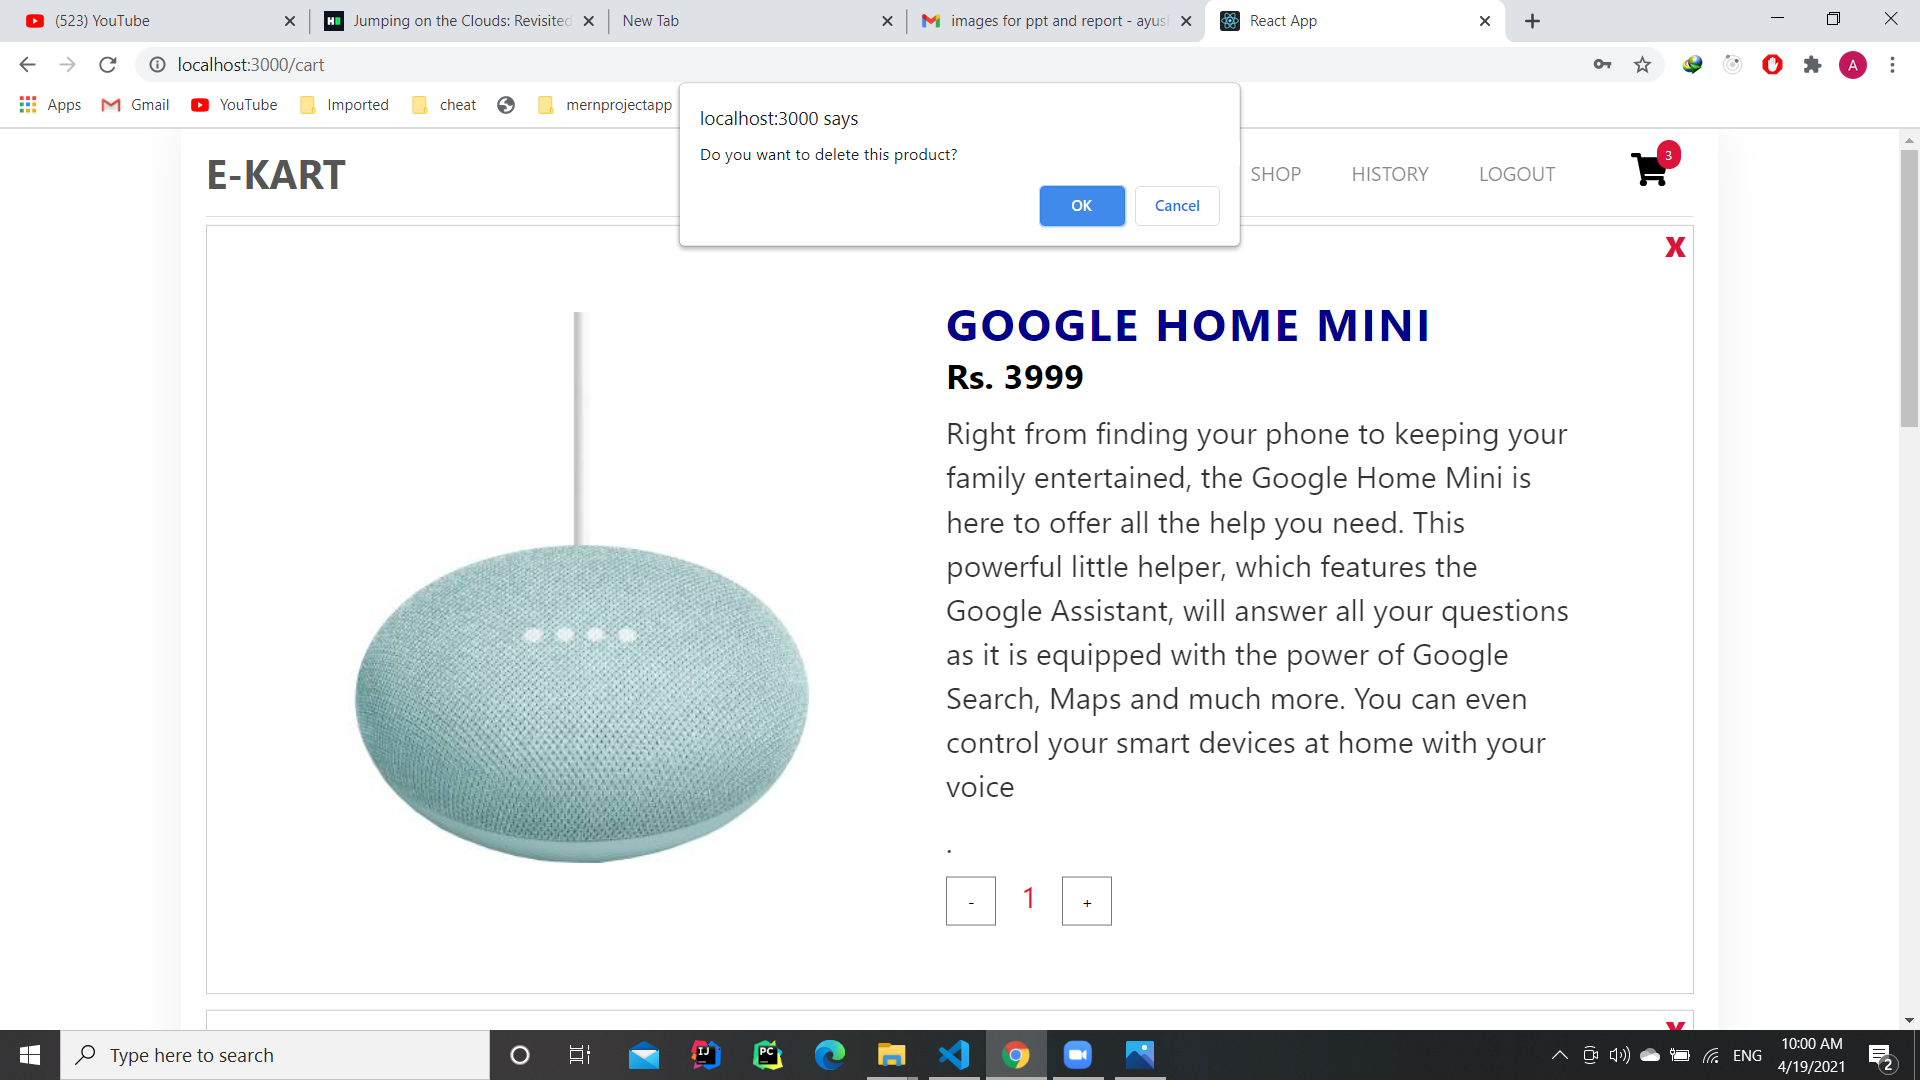 (523) YouTube
Jumping on the Clouds: Revisited
New Tab
images for ppt and report - ayus
React App
localhost:3000/cart
A
Apps
Gmail
YouTube
Imported
cheat
mernprojectapp
localhost:3000 says
Do you want to delete this product?
OK
Cancel
E-KART
SHOP
HISTORY
LOGOUT
3
X
GOOGLE HOME MINI
Rs. 3999
Right from finding your phone to keeping your
family entertained, the Google Home Mini is
here to offer all the help you need. This
powerful little helper, which features the
Google Assistant, will answer all your questions
as it is equipped with the power of Google
Search, Maps and much more. You can even
control your smart devices at home with your
voice
.
- 1 +
X
Type here to search
IJ
PC
ENG
10:00 AM
4/19/2021
2